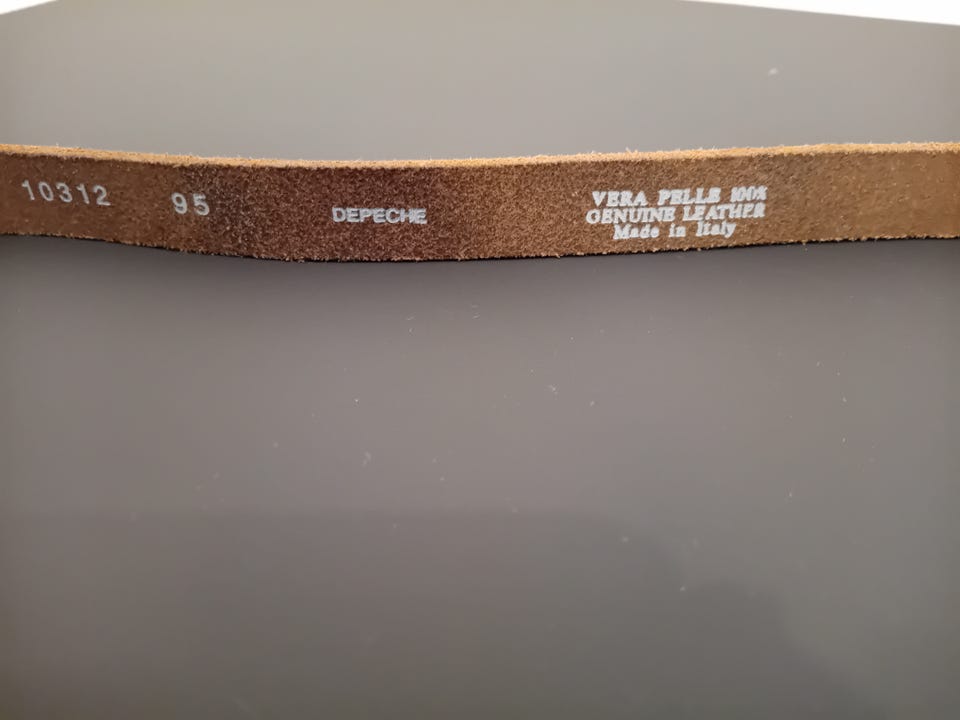 10312 95 DEPECHE
VERA PELLE 100%
GENUINE LEATHER
Made in Italy